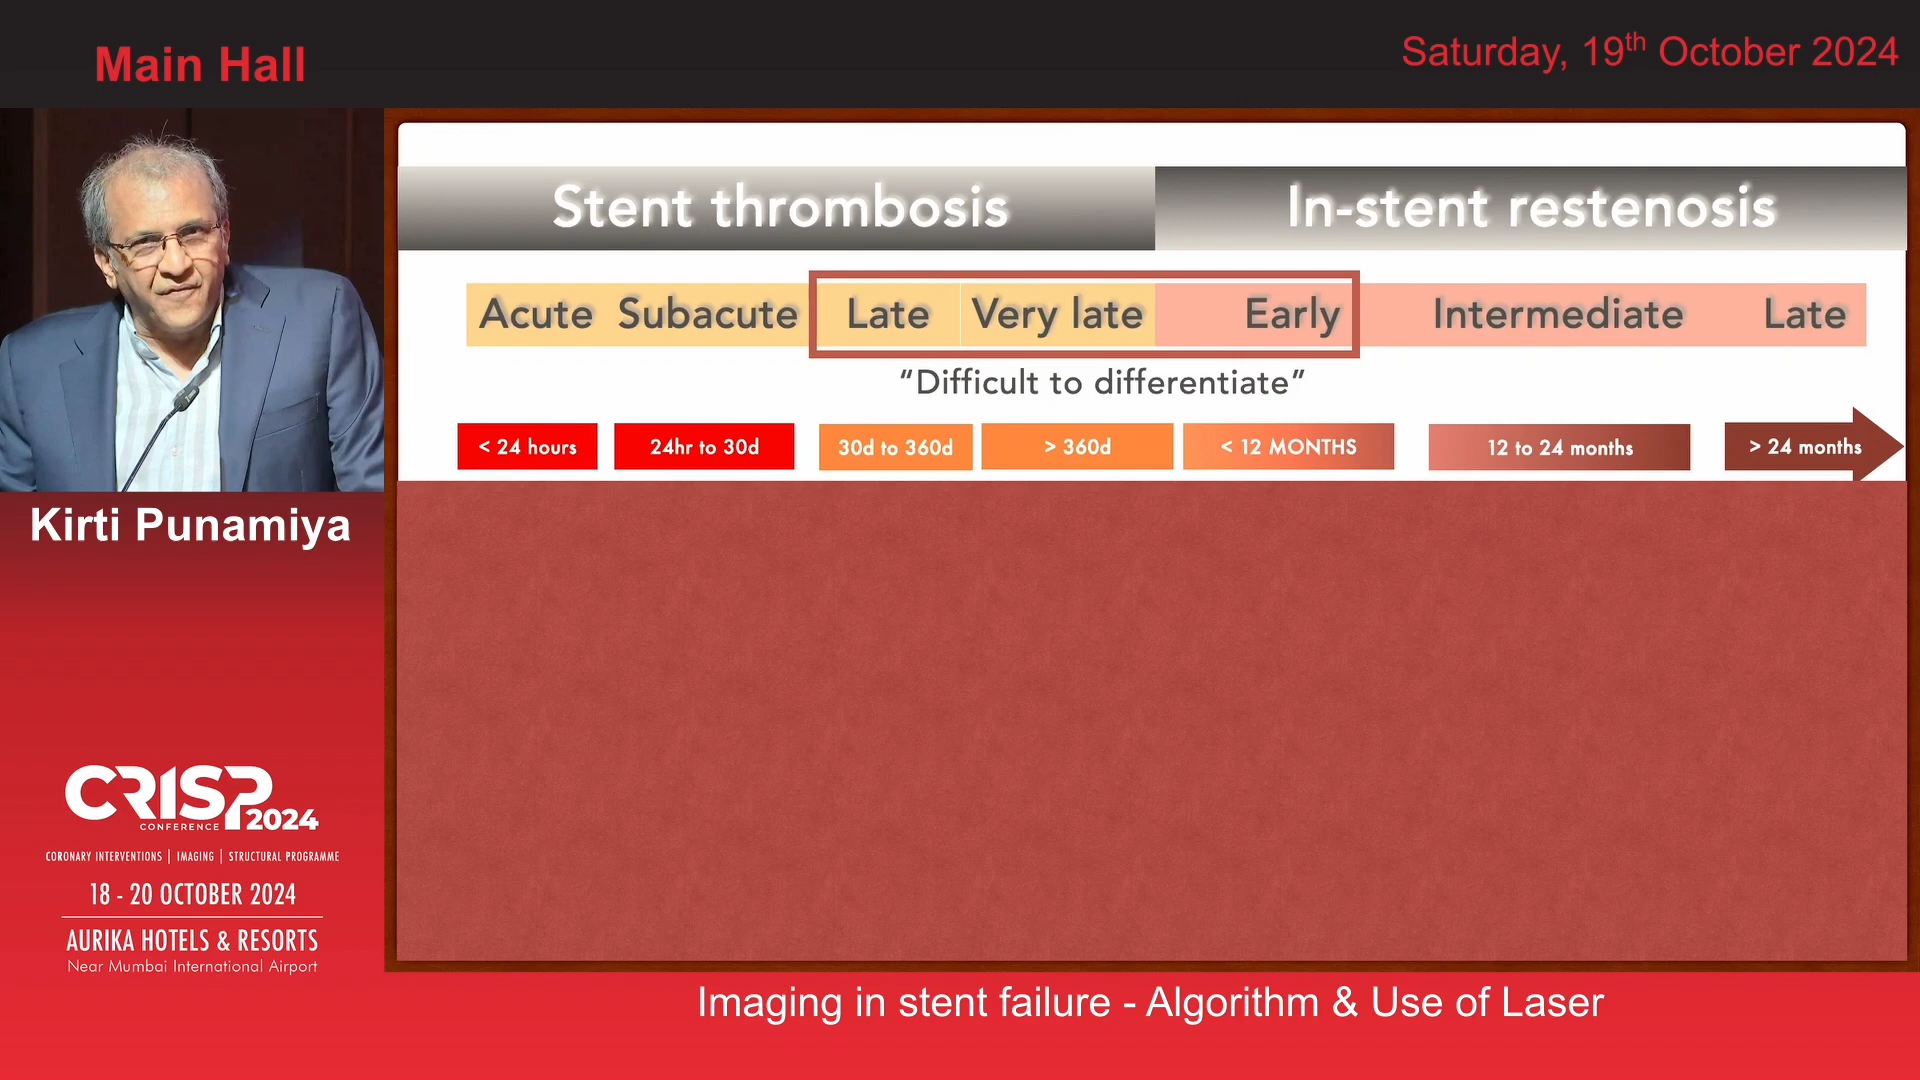 Main Hall
Saturday, 19th October 2024
Stent thrombosis
In-stent restenosis
Acute Subacute Late Very late Early Intermediate Late
“Difficult to differentiate”
< 24 hours
24hr to 30d
30d to 360d
> 360d
< 12 MONTHS
12 to 24 months
> 24 months
Kirti Punamiya
CRISP
CONFERENCE 2024
CORONARY INTERVENTIONS | IMAGING | STRUCTURAL PROGRAMME
18 - 20 OCTOBER 2024
AURIKA HOTELS & RESORTS
Near Mumbai International Airport
Imaging in stent failure - Algorithm & Use of Laser